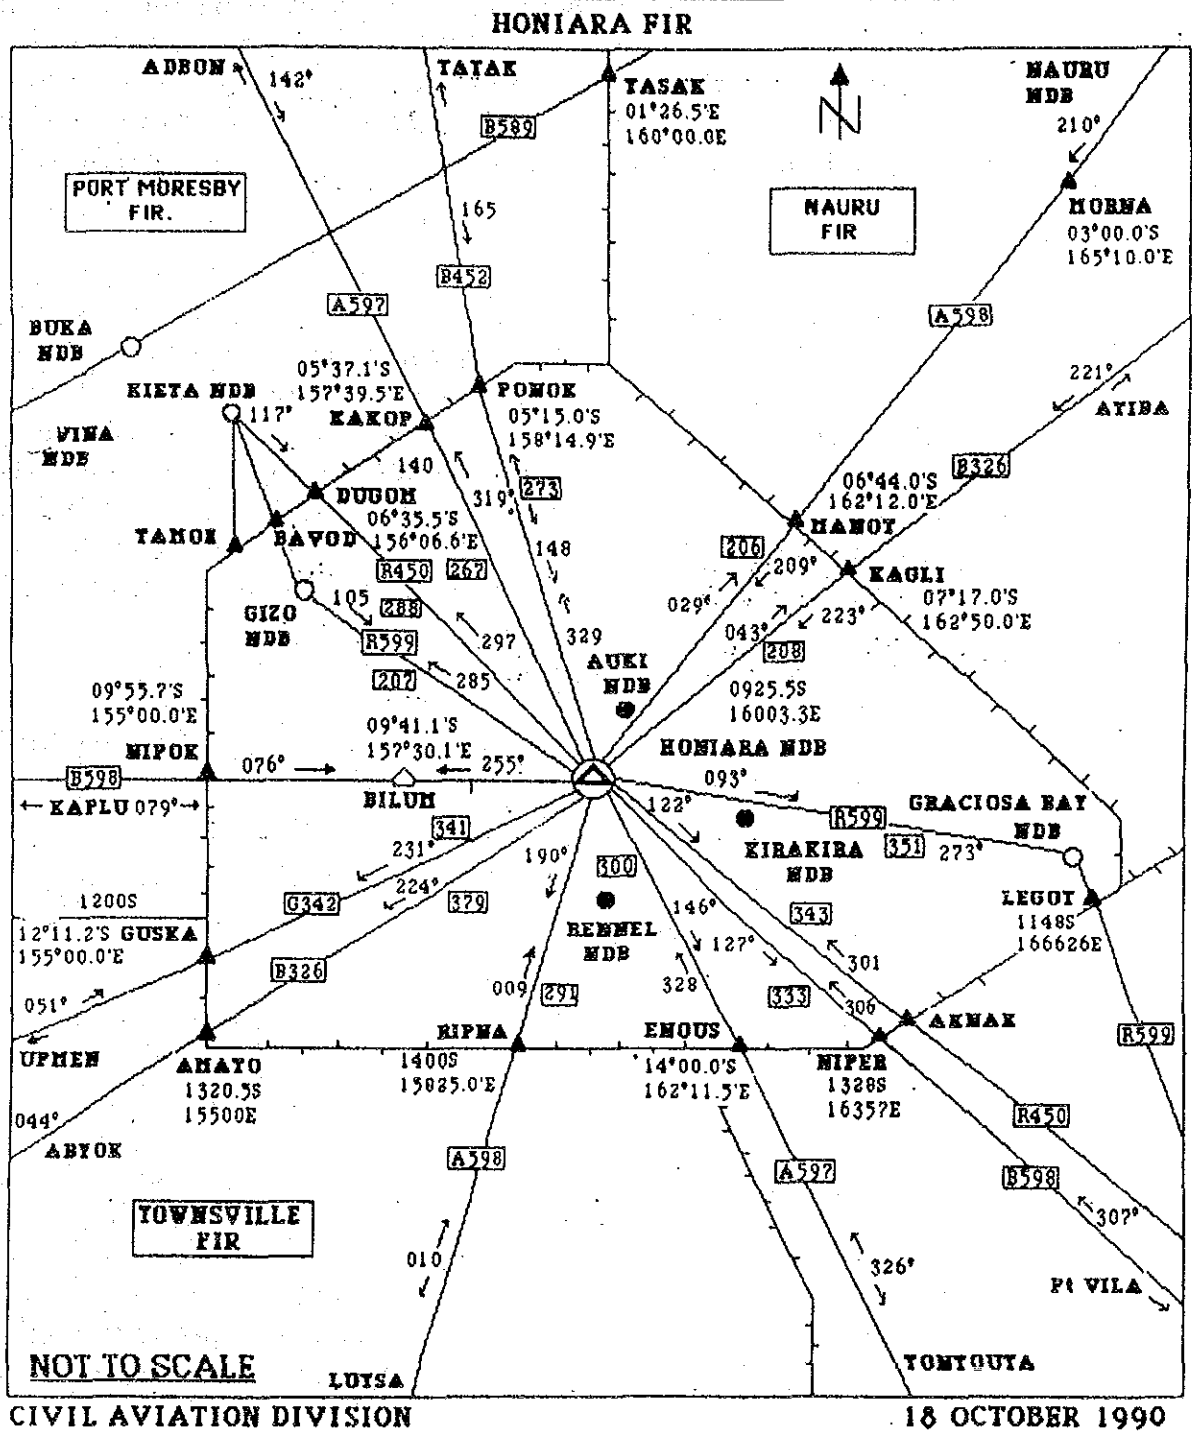 HONIARA FIR
ADBON
142°
TATAK
TASAK
01°26.5'E
160°00.0E
NAURU
NDB
210°
B589
PORT MORESBY
FIR.
165
NAURU
FIR
MORNA
03°00.0'S
165°10.0'E
B452
A597
A598
BUKA
NDB
05°37.1'S
157°39.5'E
KIETA NDB
117°
KAKOP
PONOK
05°15.0'S
158°14.9'E
221°
AYIBA
NDB
140
B326
DUGOM
06°35.5'S
156°06.6'E
319°
273
06°44.0'S
162°12.0'E
MANOT
TAMOK
BAVOD
148
206
209°
KAGLI
07°17.0'S
162°50.0'E
R450
267
105
288
GIZO
NDB
R599
297
329
029°
043°
223°
208
207
285
AUKI
NDB
09°55.7'S
155°00.0'E
09°41.1'S
157°30.1'E
0925.5S
16003.3E
NIPOK
076°
255°
HONIARA NDB
B598
093°
KAPLU 079°
BILUM
122°
GRACIOSA BAY
NDB
R599
341
231°
190°
300
KIRAKIRA
NDB
351
273°
224°
379
1200S
G342
146°
343
LEGOT
1148S
166626E
12°11.2'S GUSKA
155°00.0'E
RENNEL
NDB
127°
301
B326
051°
009
291
328
333
306
UPMEN
RIPNA
ENOUS
AKNAK
R599
AMATO
1320.5S
15500E
1400S
15825.0'E
14°00.0'S
162°11.5'E
NIPER
1328S
16357E
044°
R450
ABYOK
A598
A597
B598
TOWNSVILLE
FIR
307°
010
326°
Pt VILA
NOT TO SCALE
LUTSA
TONTOUTA
CIVIL AVIATION DIVISION
18 OCTOBER 1990